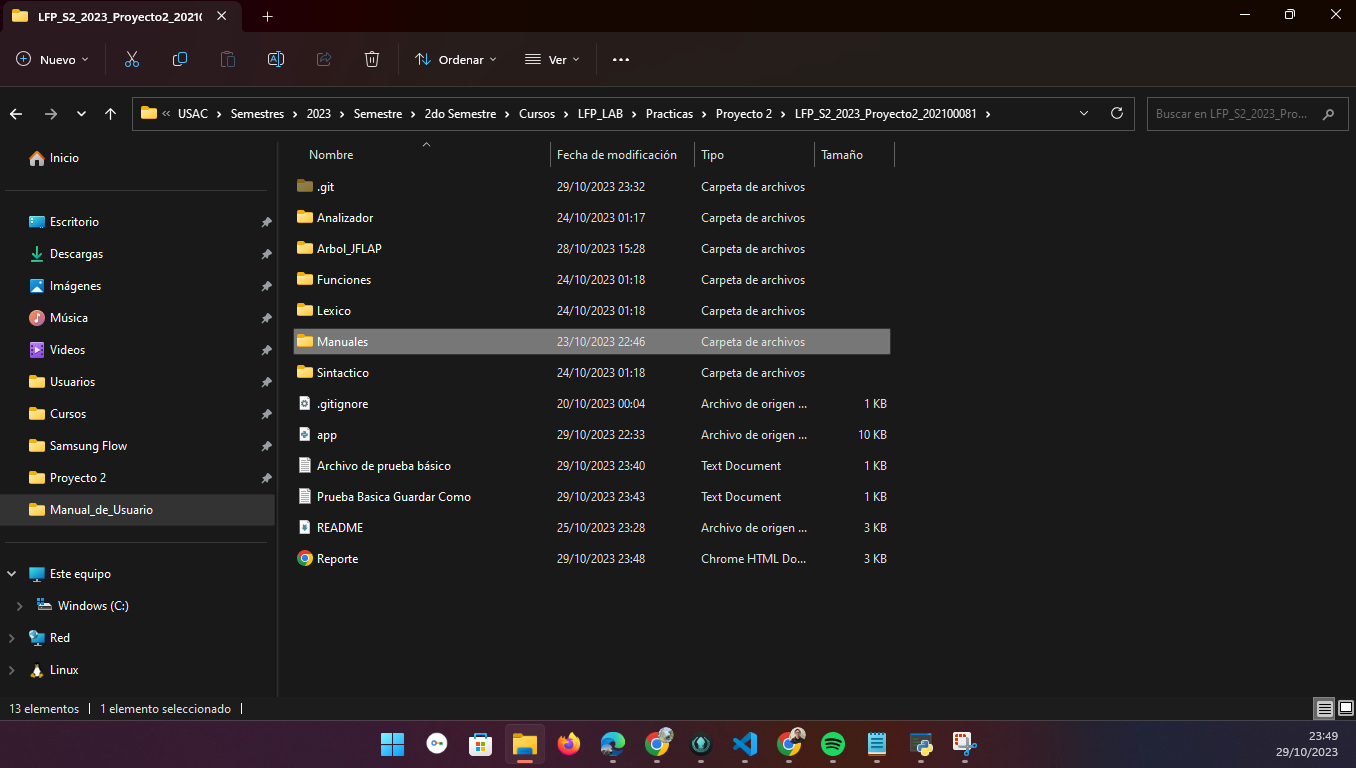 LFP_S2_2023_Proyecto2_20210
Nuevo
Ordenar
Ver
USAC > Semestres > 2023 > Semestre > 2do Semestre > Cursos > LFP_LAB > Practicas > Proyecto 2 > LFP_S2_2023_Proyecto2_202100081 >
Buscar en LFP_S2_2023_Pro...
Inicio
Escritorio
Descargas
Imágenes
Música
Videos
Usuarios
Cursos
Samsung Flow
Proyecto 2
Manual_de_Usuario
Este equipo
Windows (C:)
Red
Linux
Nombre Fecha de modificación Tipo Tamaño
.git 29/10/2023 23:32 Carpeta de archivos
Analizador 24/10/2023 01:17 Carpeta de archivos
Arbol_JFLAP 28/10/2023 15:28 Carpeta de archivos
Funciones 24/10/2023 01:18 Carpeta de archivos
Lexico 24/10/2023 01:18 Carpeta de archivos
Manuales 23/10/2023 22:46 Carpeta de archivos
Sintactico 24/10/2023 01:18 Carpeta de archivos
.gitignore 20/10/2023 00:04 Archivo de origen ... 1 KB
app 29/10/2023 22:33 Archivo de origen ... 10 KB
Archivo de prueba básico 29/10/2023 23:40 Text Document 1 KB
Prueba Basica Guardar Como 29/10/2023 23:43 Text Document 1 KB
README 25/10/2023 23:28 Archivo de origen ... 3 KB
Reporte 29/10/2023 23:48 Chrome HTML Do... 3 KB
13 elementos | 1 elemento seleccionado |
23:49
29/10/2023